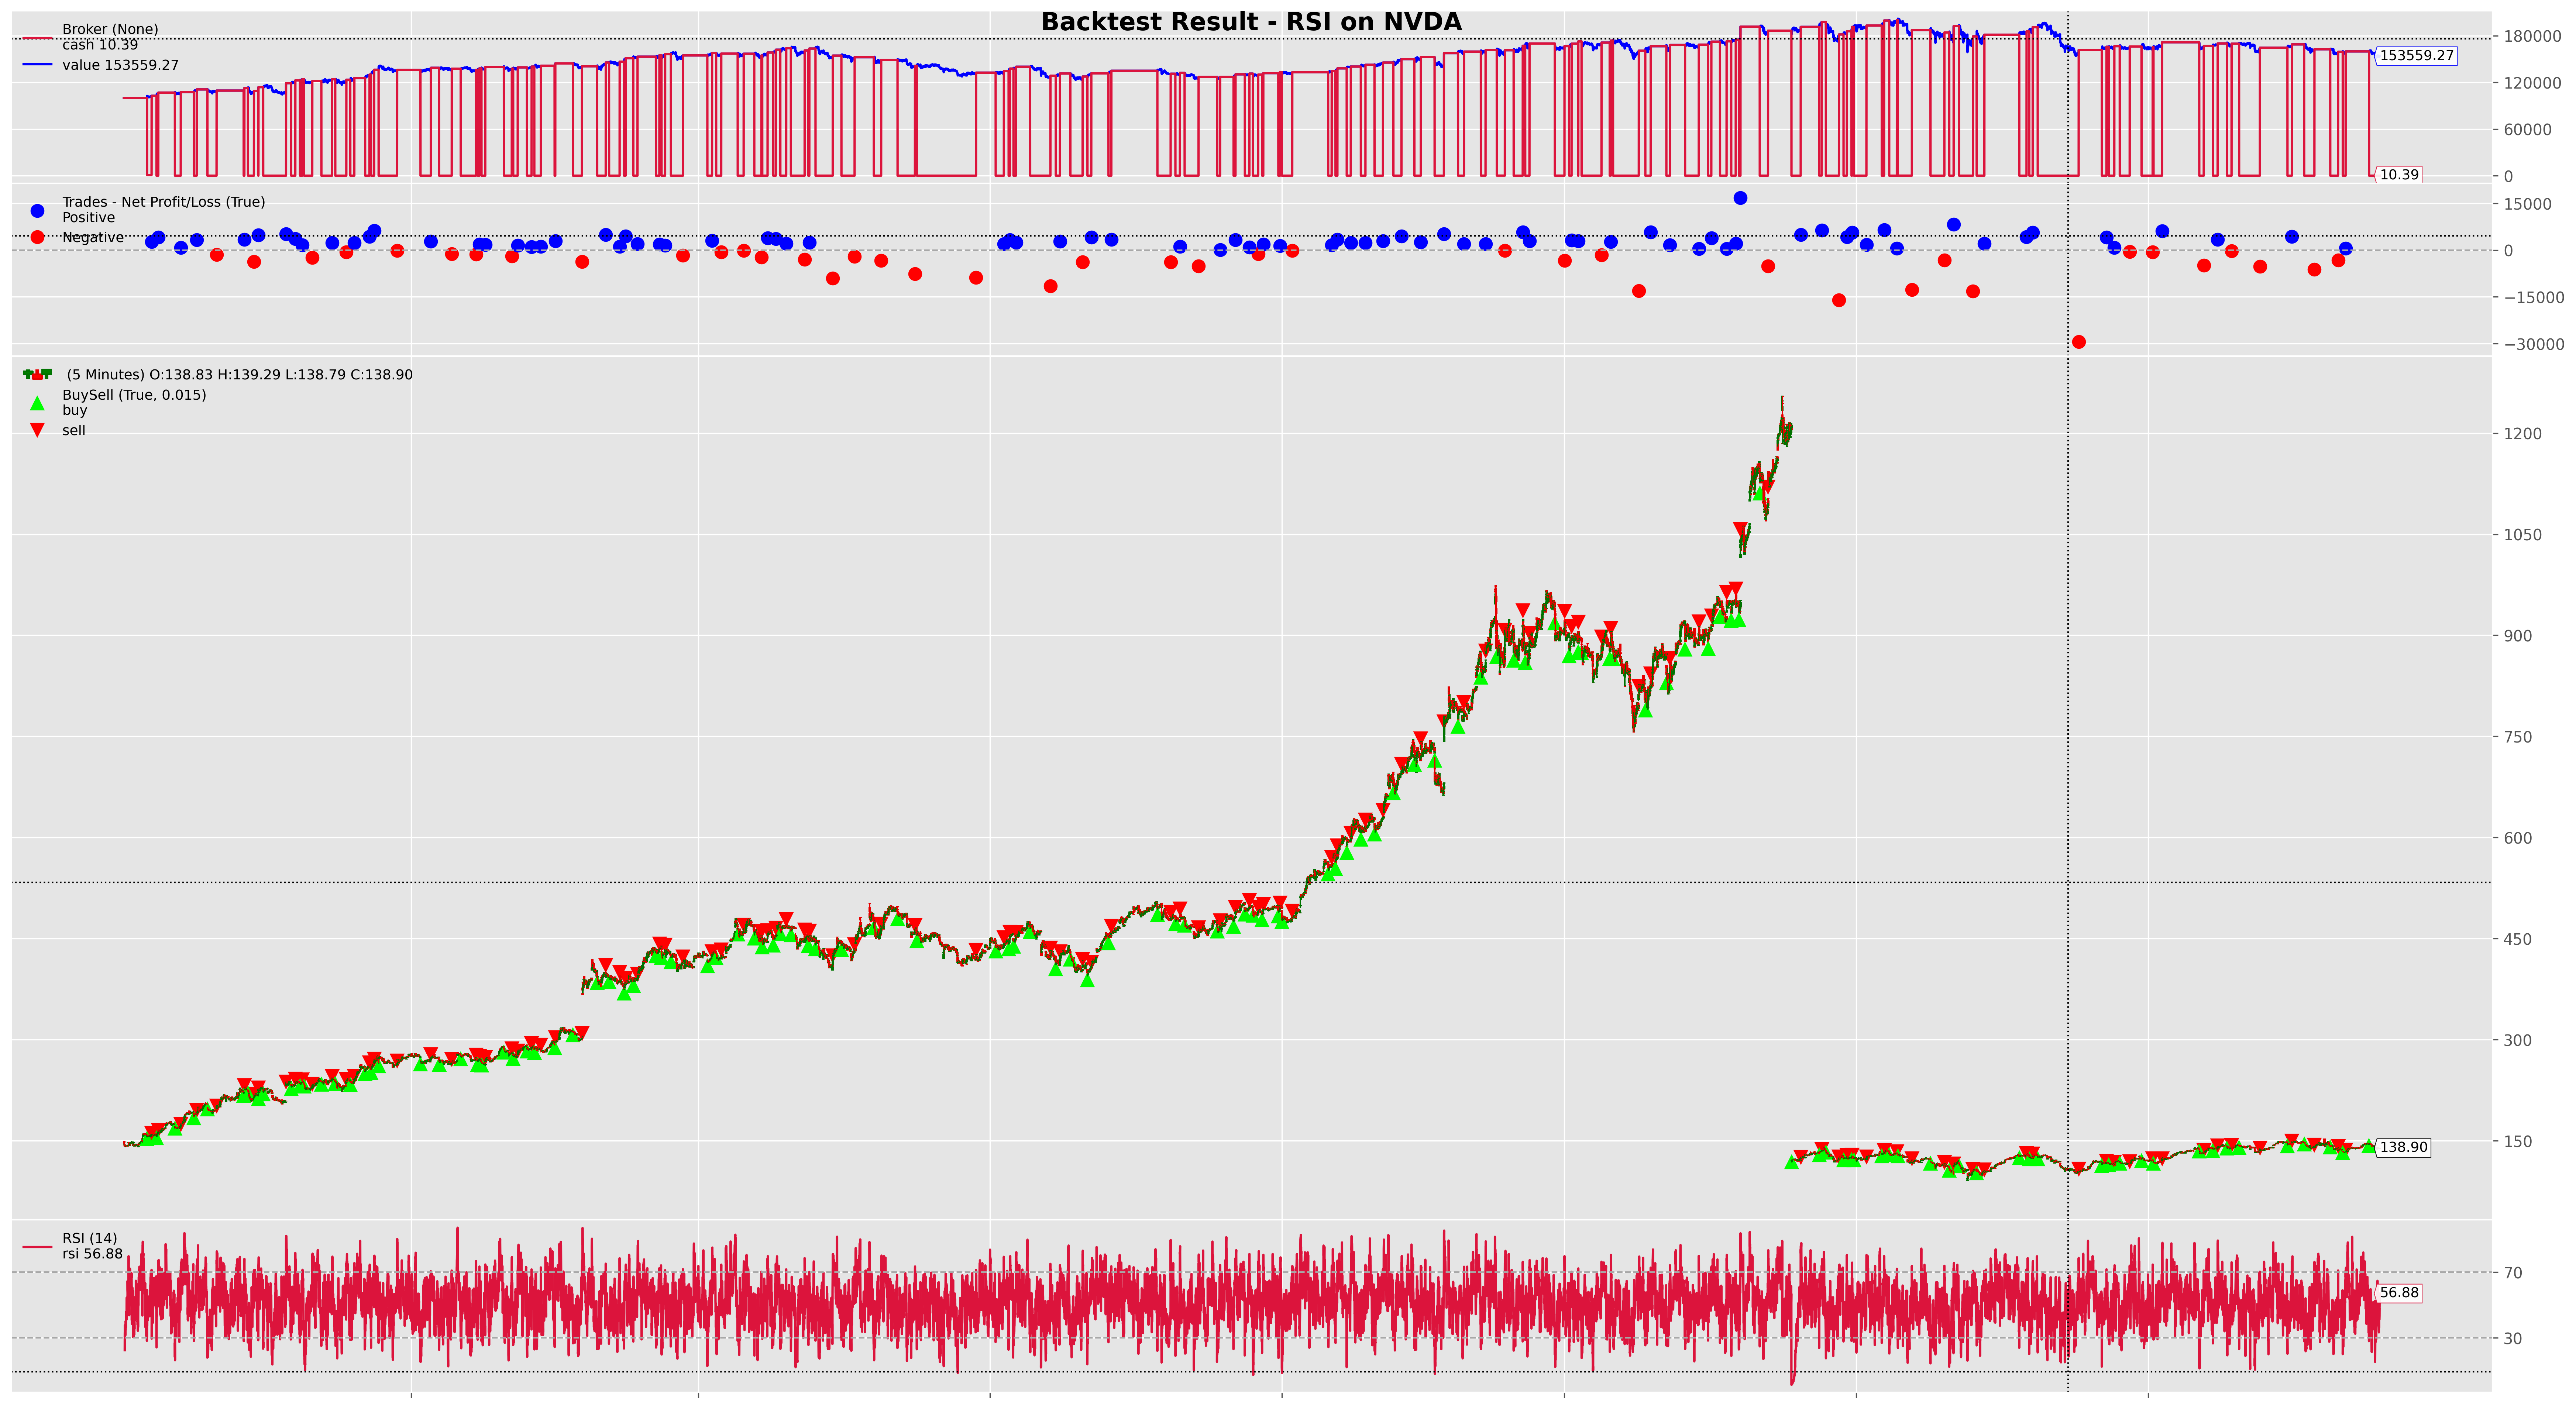 Backtest Result - RSI on NVDA
Broker (None)
cash 10.39
value 153559.27
180000
153559.27
120000
60000
0
10.39
Trades - Net Profit/Loss (True)
Positive
Negative
15000
0
−15000
−30000
(5 Minutes) O:138.83 H:139.29 L:138.79 C:138.90
BuySell (True, 0.015)
buy
sell
1200
1050
900
750
600
450
300
150
138.90
RSI (14)
rsi 56.88
70
56.88
30